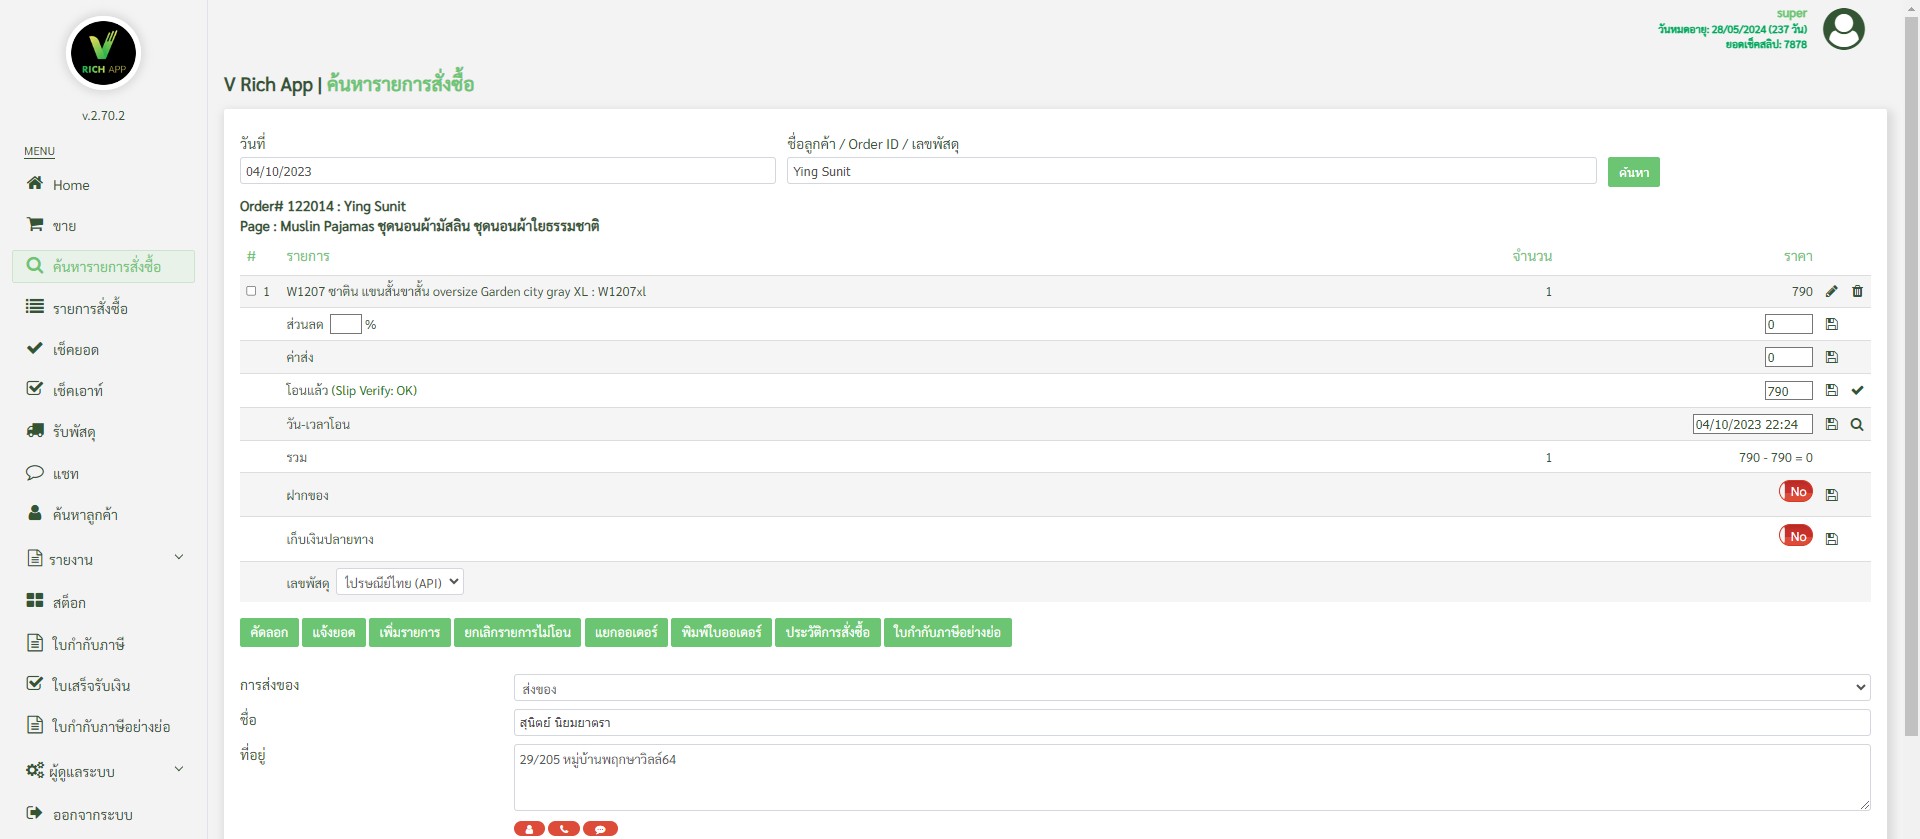 super
วันหมดอายุ: 28/05/2024 (237 วัน)
ยอดเช็คสลิป: 7878
V
RICH APP
v.2.70.2
MENU
Home
ขาย
ค้นหารายการสั่งซื้อ
รายการสั่งซื้อ
เช็คยอด
เช็คเอาท์
รับพัสดุ
แชท
ค้นหาลูกค้า
รายงาน
สต็อก
ใบกำกับภาษี
ใบเสร็จรับเงิน
ใบกำกับภาษีอย่างย่อ
ผู้ดูแลระบบ
ออกจากระบบ
V Rich App | ค้นหารายการสั่งซื้อ
วันที่ ชื่อลูกค้า / Order ID / เลขพัสดุ
04/10/2023 Ying Sunit ค้นหา
Order# 122014 : Ying Sunit
Page : Muslin Pajamas ชุดนอนผ้ามัสลิน ชุดนอนผ้าใยธรรมชาติ
# รายการ จำนวน ราคา
1 W1207 ซาติน แขนสั้นขาสั้น oversize Garden city gray XL : W1207xl 1 790
ส่วนลด % 0
ค่าส่ง 0
โอนแล้ว (Slip Verify: OK) 790
วัน-เวลาโอน 04/10/2023 22:24
รวม 1 790 - 790 = 0
ฝากของ No
เก็บเงินปลายทาง No
เลขพัสดุ ไปรษณีย์ไทย (API)
คัดลอก แจ้งยอด เพิ่มรายการ ยกเลิกรายการไม่โอน แยกออเดอร์ พิมพ์ใบออเดอร์ ประวัติการสั่งซื้อ ใบกำกับภาษีอย่างย่อ
การส่งของ ส่งของ
ชื่อ สุนิตย์ นิยมยาตรา
ที่อยู่ 29/205 หมู่บ้านพฤกษาวิลล์64